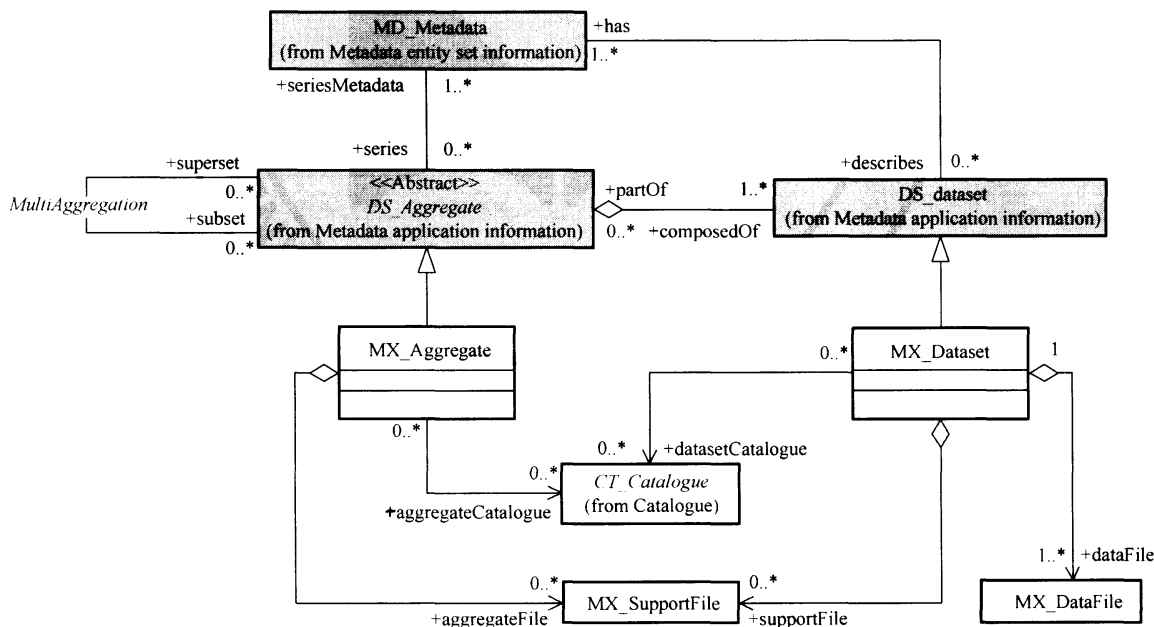 MD_Metadata
(from Metadata entity set information)
+has
1..*
+seriesMetadata
1..*
+series
0..*
+superset
0..*
MultiAggregation
+subset
0..*
<<Abstract>>
DS_Aggregate
(from Metadata application information)
+partOf
1..*
0..*
+composedOf
+describes
0..*
DS_dataset
(from Metadata application information)
MX_Aggregate
0..*
MX_Dataset
1
0..*
0..*
+datasetCatalogue
0..*
CT_Catalogue
(from Catalogue)
+aggregateCatalogue
1..*
+dataFile
0..*
MX_SupportFile
0..*
MX_DataFile
+aggregateFile
+supportFile